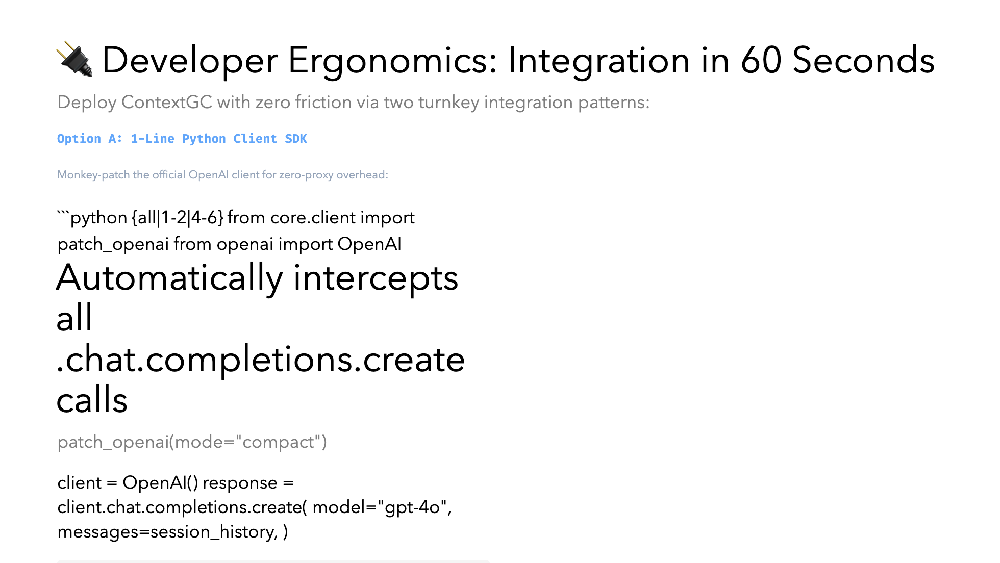 🔌 Developer Ergonomics: Integration in 60 Seconds
Deploy ContextGC with zero friction via two turnkey integration patterns:
Option A: 1-Line Python Client SDK
Monkey-patch the official OpenAI client for zero-proxy overhead:
```python {all|1-2|4-6} from core.client import
patch_openai from openai import OpenAI
Automatically intercepts
all
.chat.completions.create
calls
patch_openai(mode="compact")
client = OpenAI() response =
client.chat.completions.create( model="gpt-4o",
messages=session_history, )